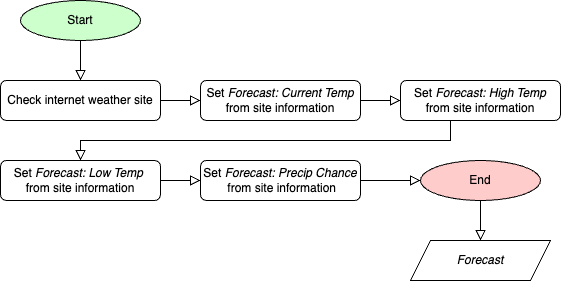 Start
Check internet weather site
Set Forecast: Current Temp
from site information
Set Forecast: High Temp
from site information
Set Forecast: Low Temp
from site information
Set Forecast: Precip Chance
from site information
End
Forecast